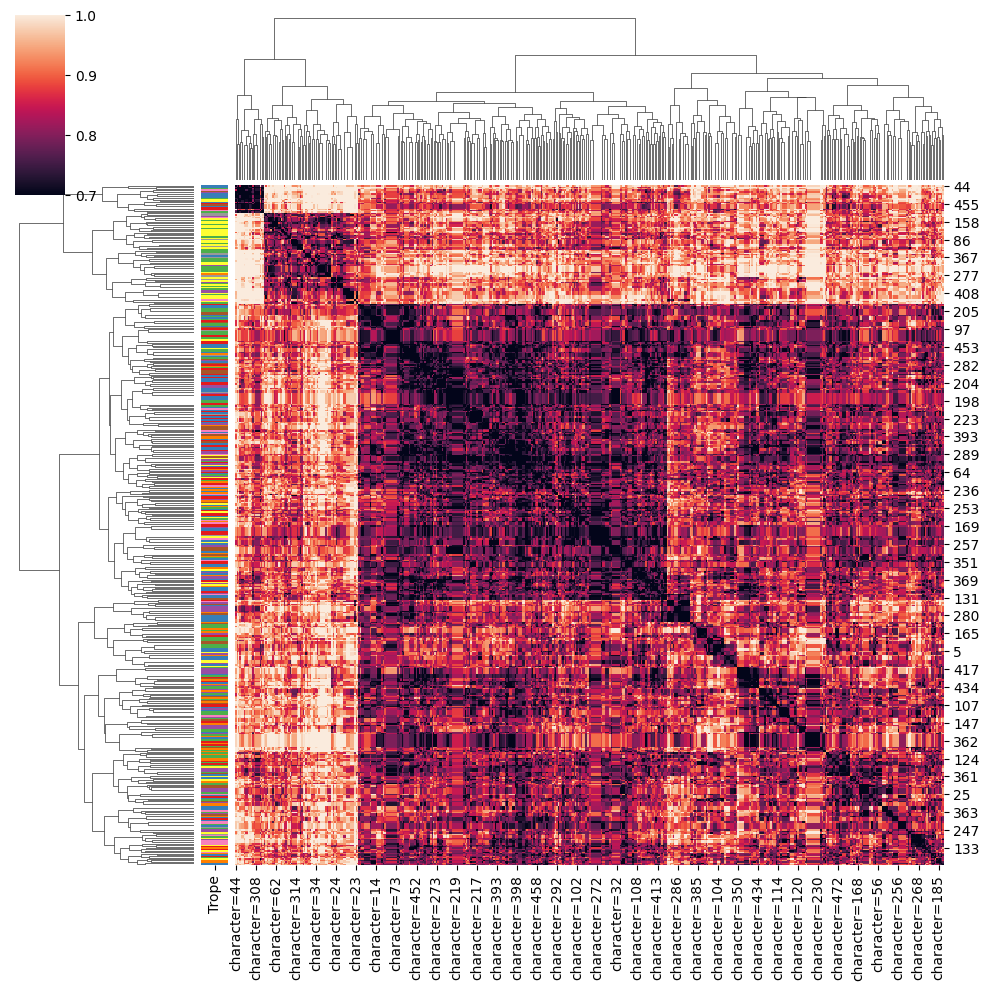 1.0
0.9
0.8
0.7
44
455
158
86
367
277
408
205
97
453
282
204
198
223
393
289
64
236
253
169
257
351
369
131
280
165
5
417
434
107
147
362
124
361
25
363
247
133
Trope
character=44
character=308
character=62
character=314
character=34
character=24
character=23
character=14
character=73
character=452
character=273
character=219
character=217
character=393
character=398
character=458
character=292
character=102
character=272
character=32
character=108
character=413
character=286
character=385
character=104
character=350
character=434
character=114
character=120
character=230
character=472
character=168
character=56
character=256
character=268
character=185